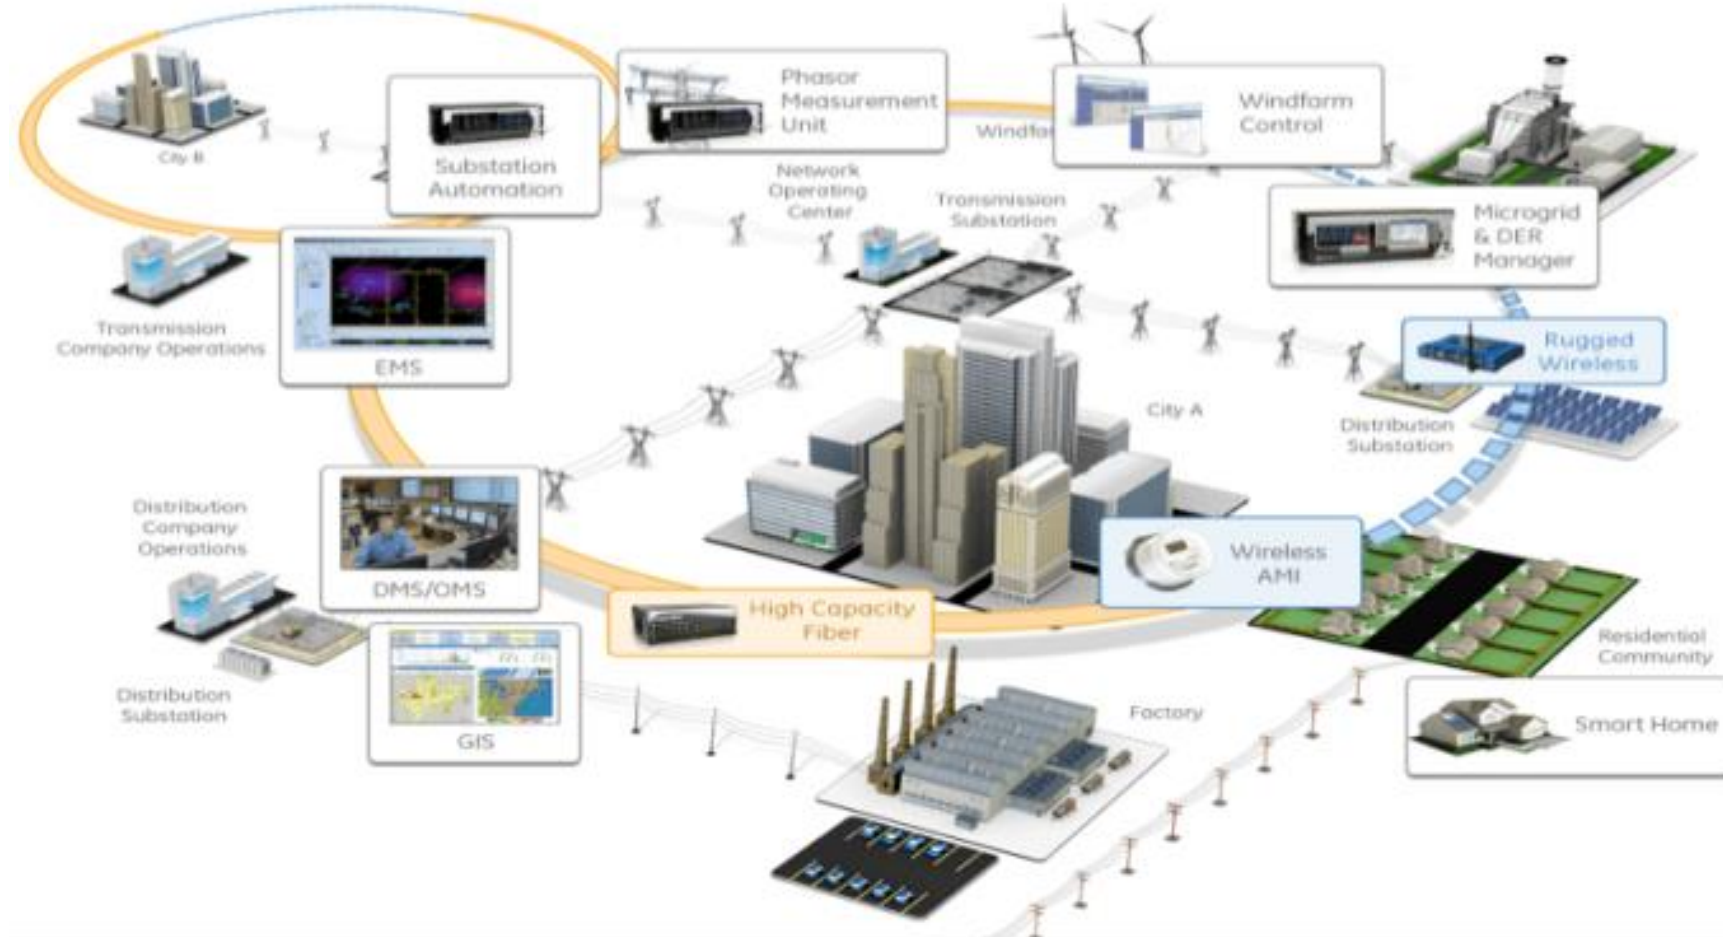 City B
Substation
Automation
Phasor
Measurement
Unit
Windfarm
Control
Network
Operating
Center
Transmission
Substation
Microgrid
& DER
Manager
Transmission
Company Operations
EMS
Rugged
Wireless
City A
Distribution
Substation
Distribution
Company
Operations
DMS/OMS
Wireless
AMI
High Capacity
Fiber
Residential
Community
Distribution
Substation
GIS
Factory
Smart Home